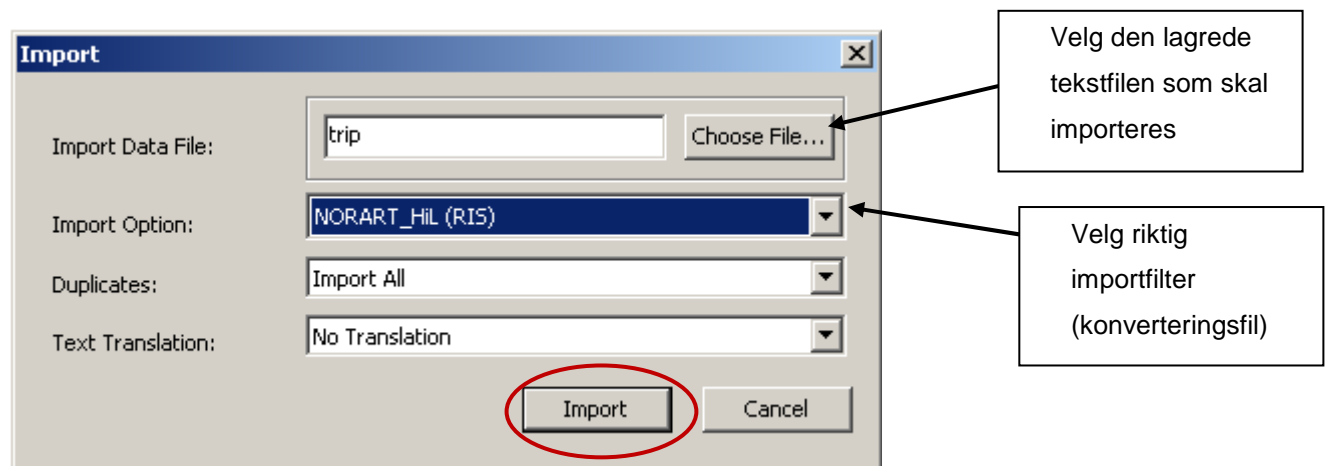 Import
Import Data File:
trip
Choose File...
Import Option:
NORART_HiL (RIS)
Duplicates:
Import All
Text Translation:
No Translation
Import
Cancel
Velg den lagrede
tekstfilen som skal
importeres
Velg riktig
importfilter
(konverteringsfil)